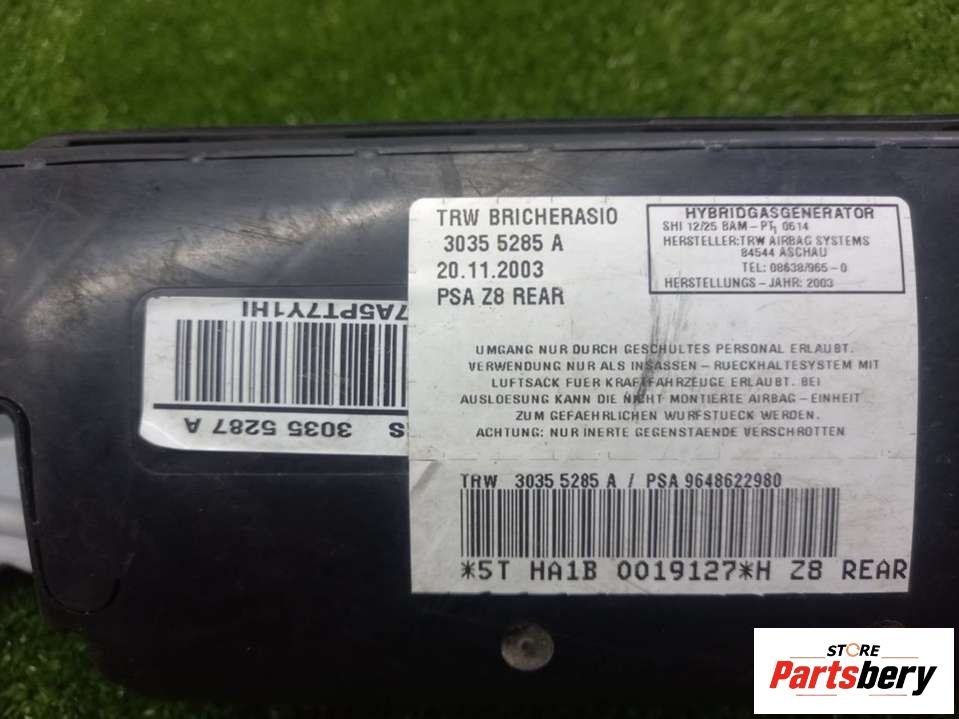 TRW BRICHERASIO
3035 5285 A
20.11.2003
PSA Z8 REAR
HYBRIDGASGENERATOR
SHI 12/25 BAM - PT1 0614
HERSTELLER:TRW AIRBAG SYSTEMS
84544 ASCHAU
TEL: 08638/965-0
HERSTELLUNGS - JAHR: 2003
7A5PT7Y1HI
3035 5287 A
UMGANG NUR DURCH GESCHULTES PERSONAL ERLAUBT.
VERWENDUNG NUR ALS INSASSEN - RUECKHALTESYSTEM MIT
LUFTSACK FUER KRAFTFAHRZEUGE ERLAUBT. BEI
AUSLOESUNG KANN DIE NICHT MONTIERTE AIRBAG - EINHEIT
ZUM GEFAEHRLICHEN WURFSTUECK WERDEN.
ACHTUNG: NUR INERTE GEGENSTAENDE VERSCHROTTEN
TRW 3035 5285 A / PSA 9648622980
*5T HA1B 0019127*H Z8 REAR
STORE
Partsbery